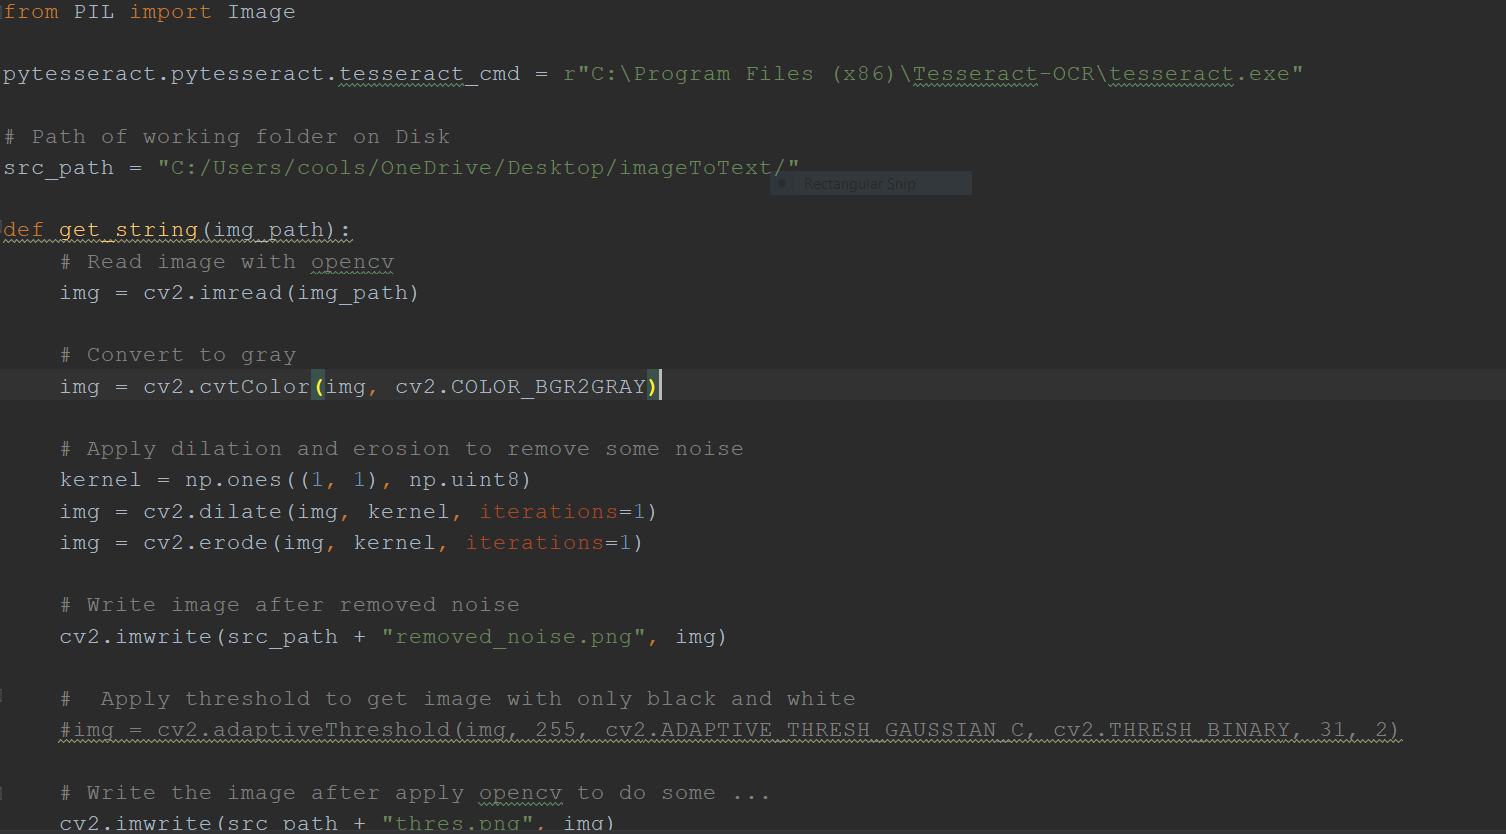 from PIL import Image
pytesseract.pytesseract.tesseract_cmd = r"C:\Program Files (x86)\Tesseract-OCR\tesseract.exe"
# Path of working folder on Disk
src_path = "C:/Users/cools/OneDrive/Desktop/imageToText/"
Rectangular Snip
def get_string(img_path):
# Read image with opencv
img = cv2.imread(img_path)
# Convert to gray
img = cv2.cvtColor(img, cv2.COLOR_BGR2GRAY)
# Apply dilation and erosion to remove some noise
kernel = np.ones((1, 1), np.uint8)
img = cv2.dilate(img, kernel, iterations=1)
img = cv2.erode(img, kernel, iterations=1)
# Write image after removed noise
cv2.imwrite(src_path + "removed_noise.png", img)
#  Apply threshold to get image with only black and white
#img = cv2.adaptiveThreshold(img, 255, cv2.ADAPTIVE_THRESH_GAUSSIAN_C, cv2.THRESH_BINARY, 31, 2)
# Write the image after apply opencv to do some ...
cv2.imwrite(src_path + "thres.png", img)